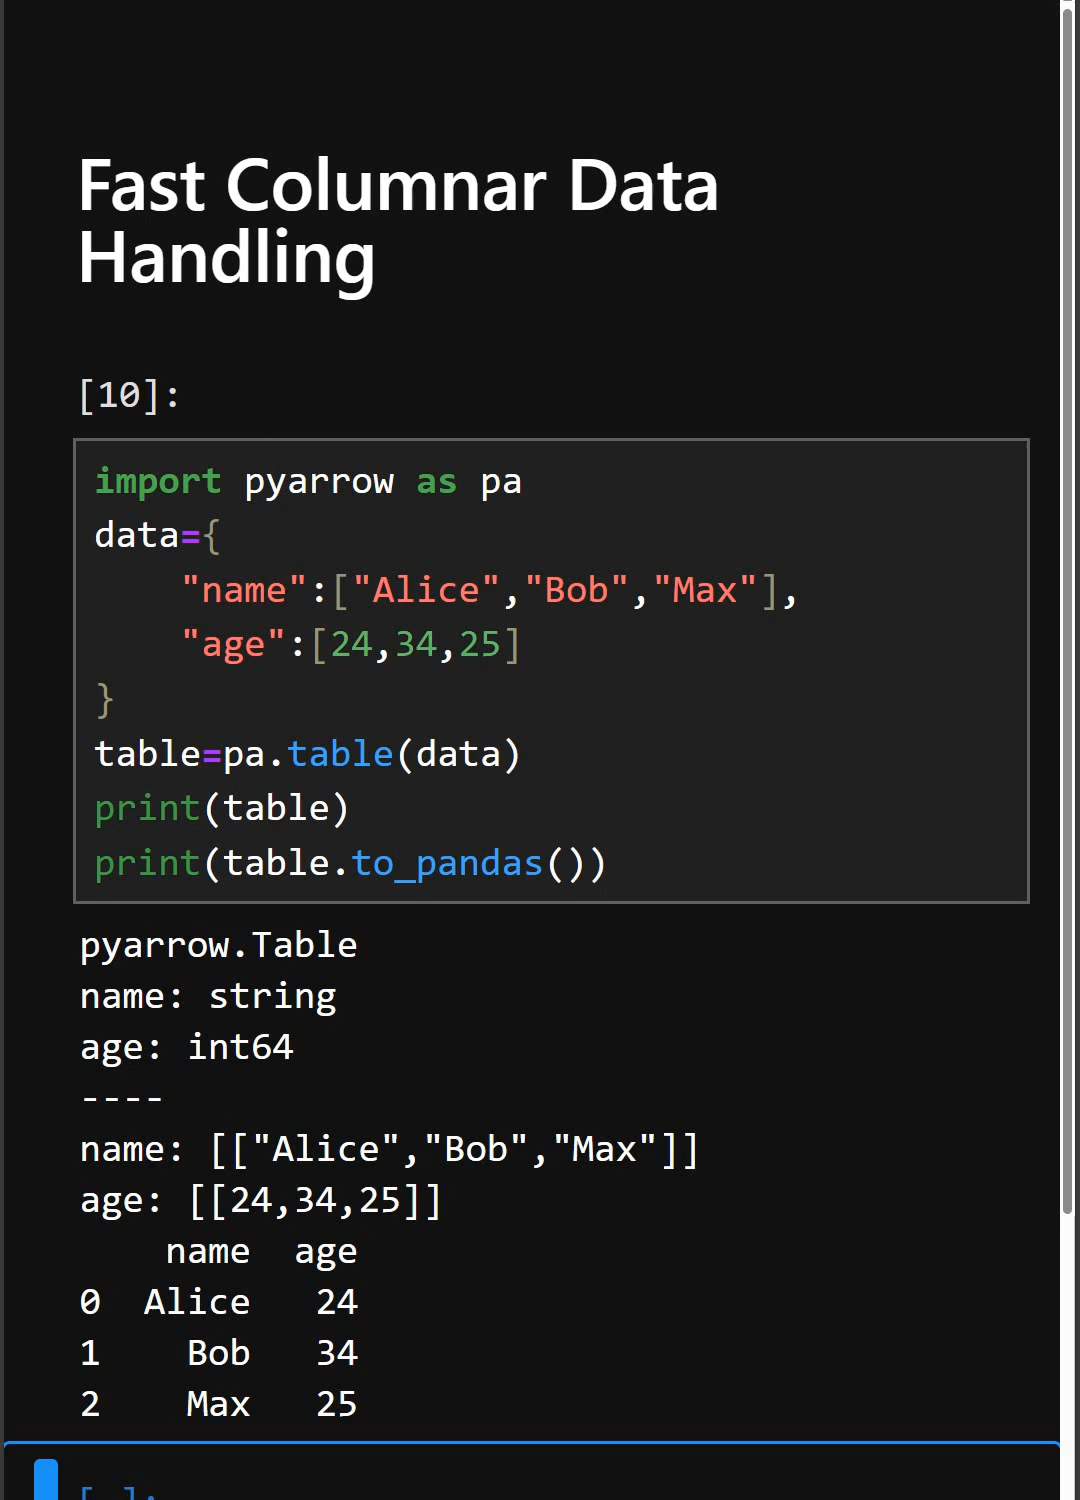 Fast Columnar Data
Handling
[10]:
import pyarrow as pa
data={
    "name":["Alice","Bob","Max"],
    "age":[24,34,25]
}
table=pa.table(data)
print(table)
print(table.to_pandas())
pyarrow.Table
name: string
age: int64
----
name: [["Alice","Bob","Max"]]
age: [[24,34,25]]
    name  age
0  Alice   24
1    Bob   34
2    Max   25
[ ]: